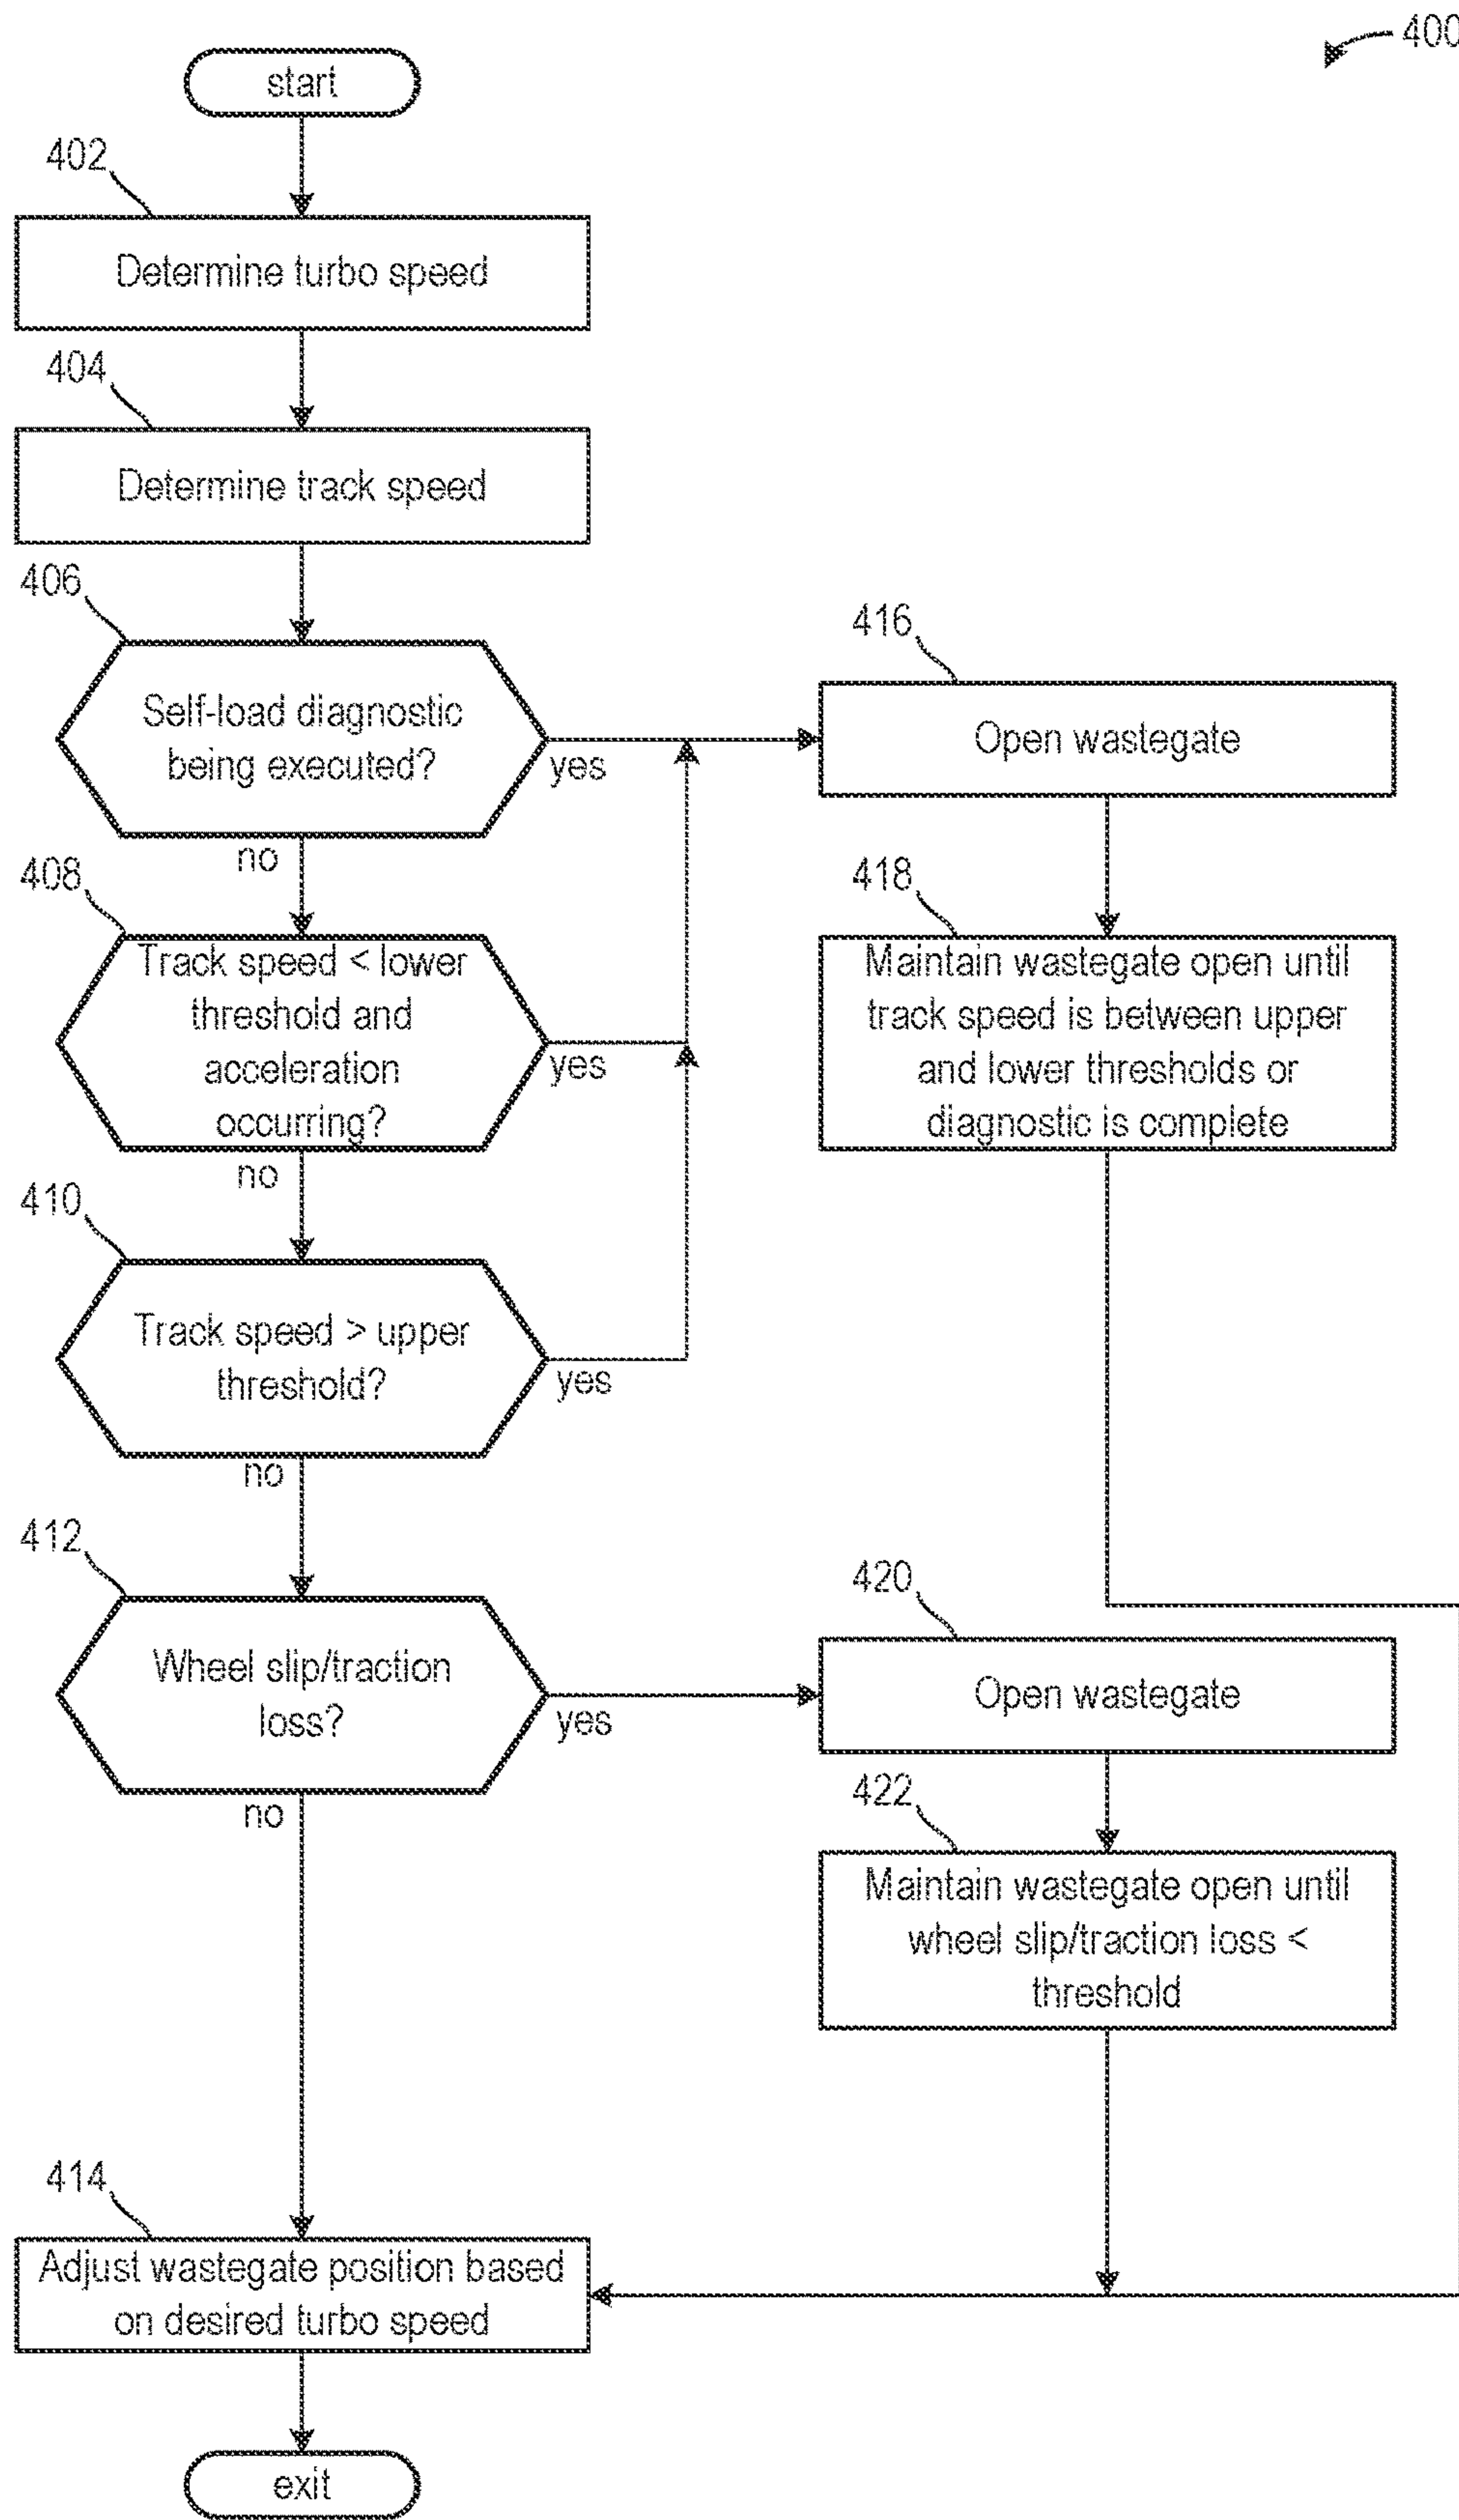 400
start
402
Determine turbo speed
404
Determine track speed
406
Self-load diagnostic
being executed?
yes
no
416
Open wastegate
408
Track speed < lower
threshold and
acceleration
occurring?
yes
no
418
Maintain wastegate open until
track speed is between upper
and lower thresholds or
diagnostic is complete
410
Track speed > upper
threshold?
yes
no
412
Wheel slip/traction
loss?
yes
no
420
Open wastegate
422
Maintain wastegate open until
wheel slip/traction loss <
threshold
414
Adjust wastegate position based
on desired turbo speed
exit